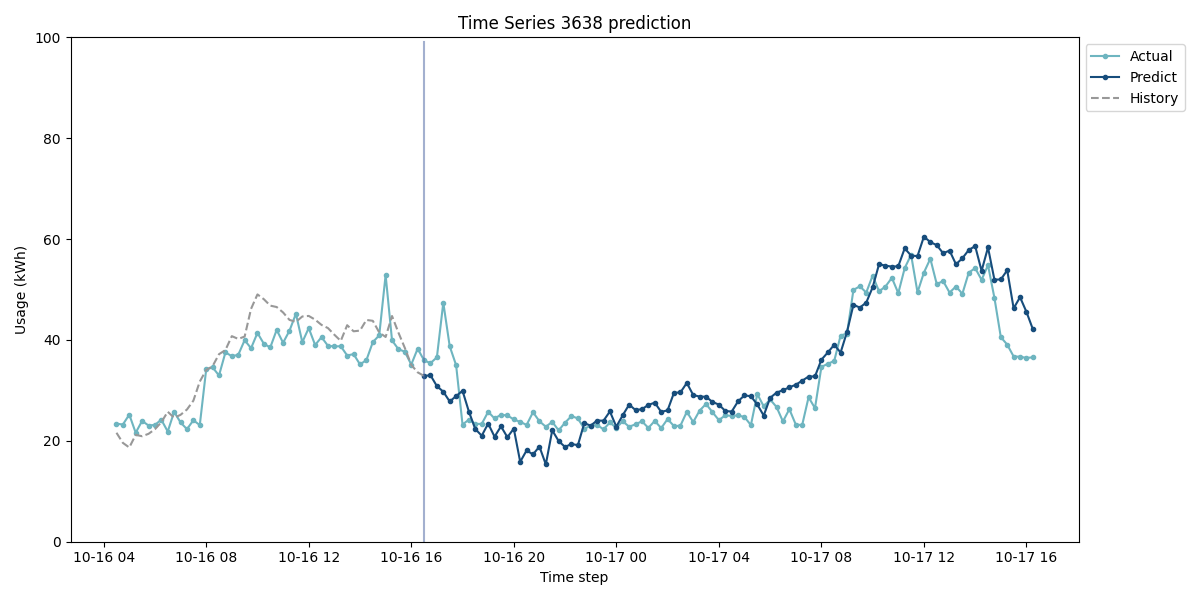 Time Series 3638 prediction
100
80
60
40
20
0
Usage (kWh)
10-16 04 10-16 08 10-16 12 10-16 16 10-16 20 10-17 00 10-17 04 10-17 08 10-17 12 10-17 16
Time step
Actual
Predict
History